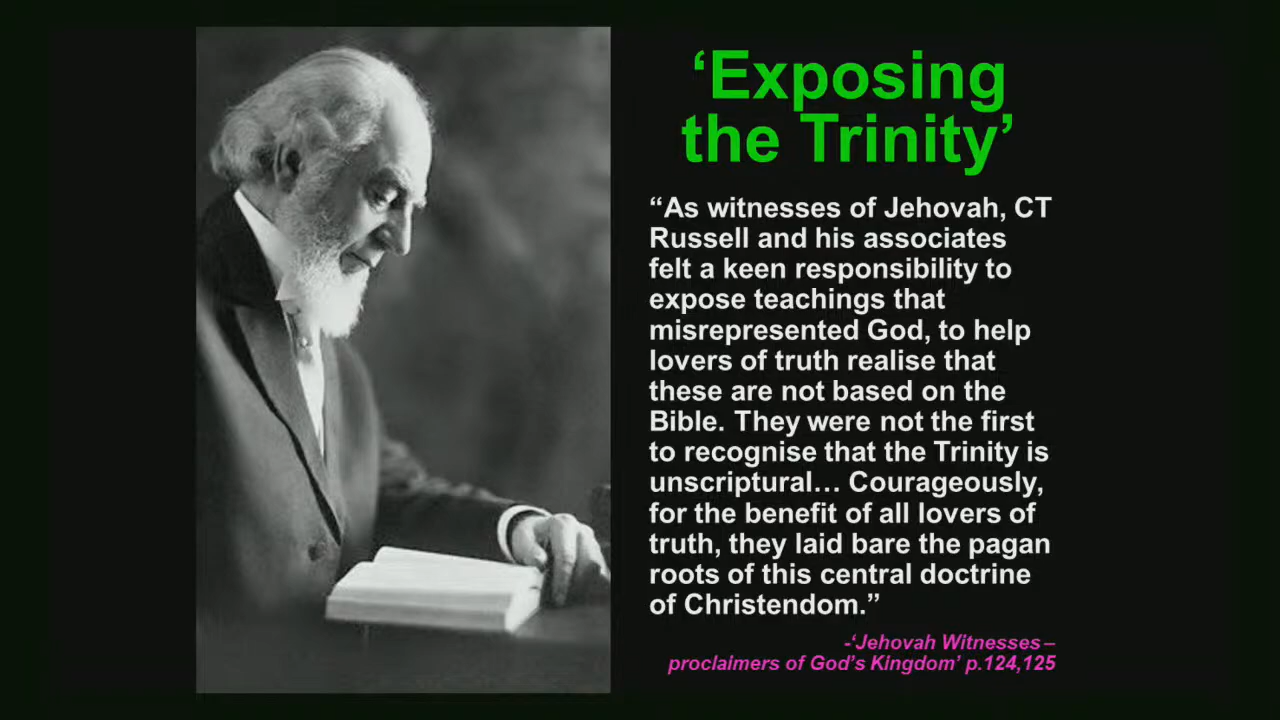 ‘Exposing
the Trinity’
“As witnesses of Jehovah, CT
Russell and his associates
felt a keen responsibility to
expose teachings that
misrepresented God, to help
lovers of truth realise that
these are not based on the
Bible. They were not the first
to recognise that the Trinity is
unscriptural… Courageously,
for the benefit of all lovers of
truth, they laid bare the pagan
roots of this central doctrine
of Christendom.”
-‘Jehovah Witnesses –
proclaimers of God’s Kingdom’ p.124,125